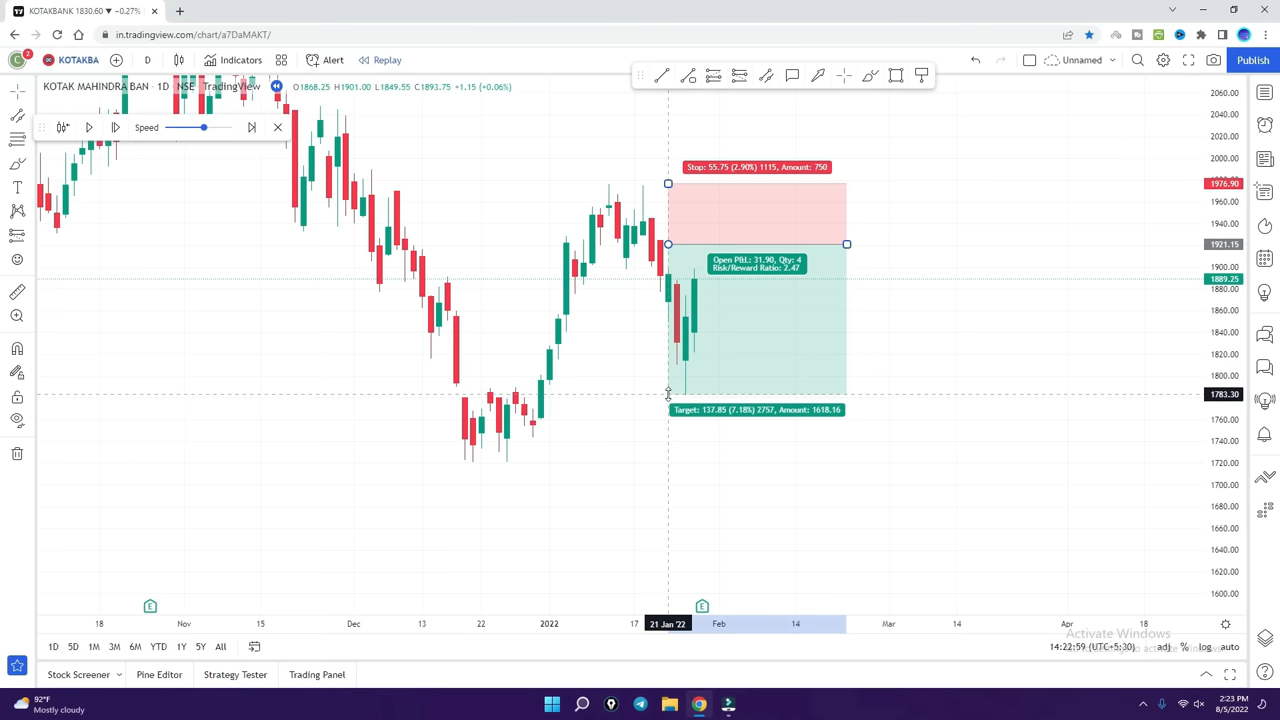 KOTAKBANK 1830.60 ▼ −0.27%
in.tradingview.com/chart/a7DaMAKT/
C
2
KOTAKBA
D
Indicators
Alert
Replay
Unnamed
Publish
KOTAK MAHINDRA BAN · 1D · NSE TradingView
O1868.25 H1901.00 L1849.55 C1893.75 +1.15 (+0.06%)
Speed
Stop: 55.75 (2.90%) 1115, Amount: 750
Open P&L: 31.90, Qty: 4
Risk/Reward Ratio: 2.47
Target: 137.85 (7.18%) 2757, Amount: 1618.16
2060.00
2040.00
2020.00
2000.00
1976.90
1960.00
1940.00
1921.15
1900.00
1889.25
1880.00
1860.00
1840.00
1820.00
1800.00
1783.30
1760.00
1740.00
1720.00
1700.00
1680.00
1660.00
1640.00
1620.00
1600.00
E
E
18
Nov
15
Dec
13
22
2022
17
21 Jan '22
Feb
14
Mar
14
Apr
18
1D 5D 1M 3M 6M YTD 1Y 5Y All
Activate Windows
14:22:59 (UTC+5:30)
adj % log auto
Stock Screener
Pine Editor
Strategy Tester
Trading Panel
92°F
Mostly cloudy
2:23 PM
8/5/2022